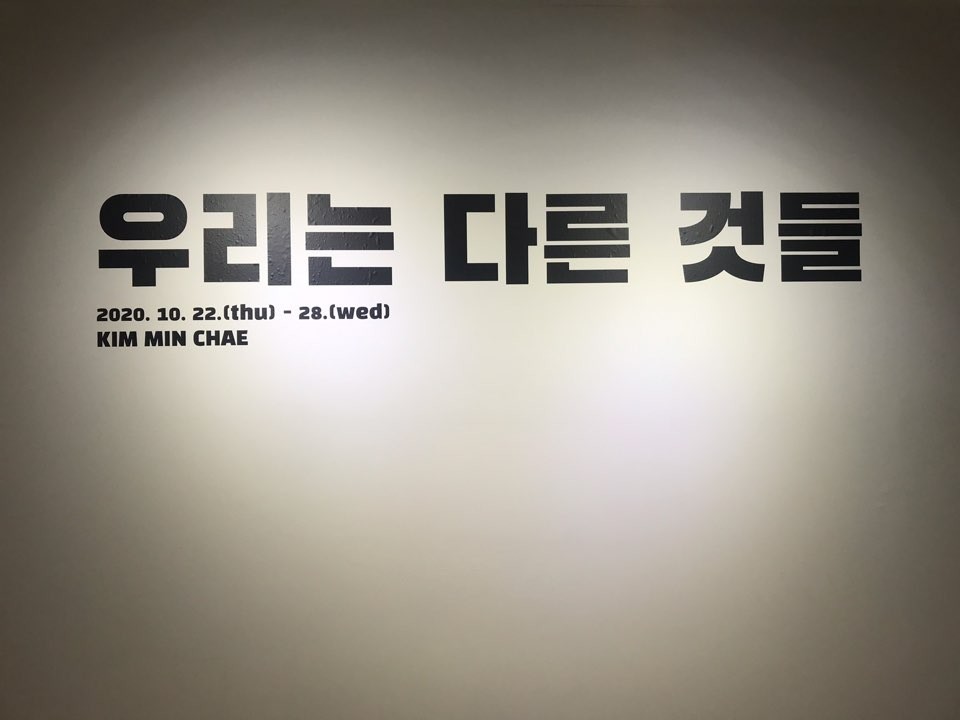 우리는 다른 것들
2020. 10. 22.(thu) - 28.(wed)
KIM MIN CHAE